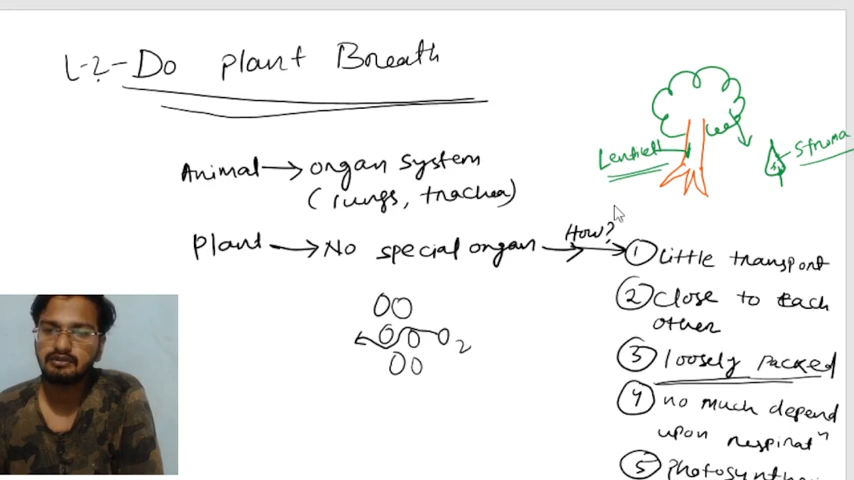 L-2-Do plant Breath
Animal → organ system
(lungs, trachea)
Plant → No special organ → How?
O2
Lenticell
leaf
Stroma
① Little transport
② close to Each
other
③ loosely packed
④ no much depend
upon respiratⁿ
⑤ photosynthesi